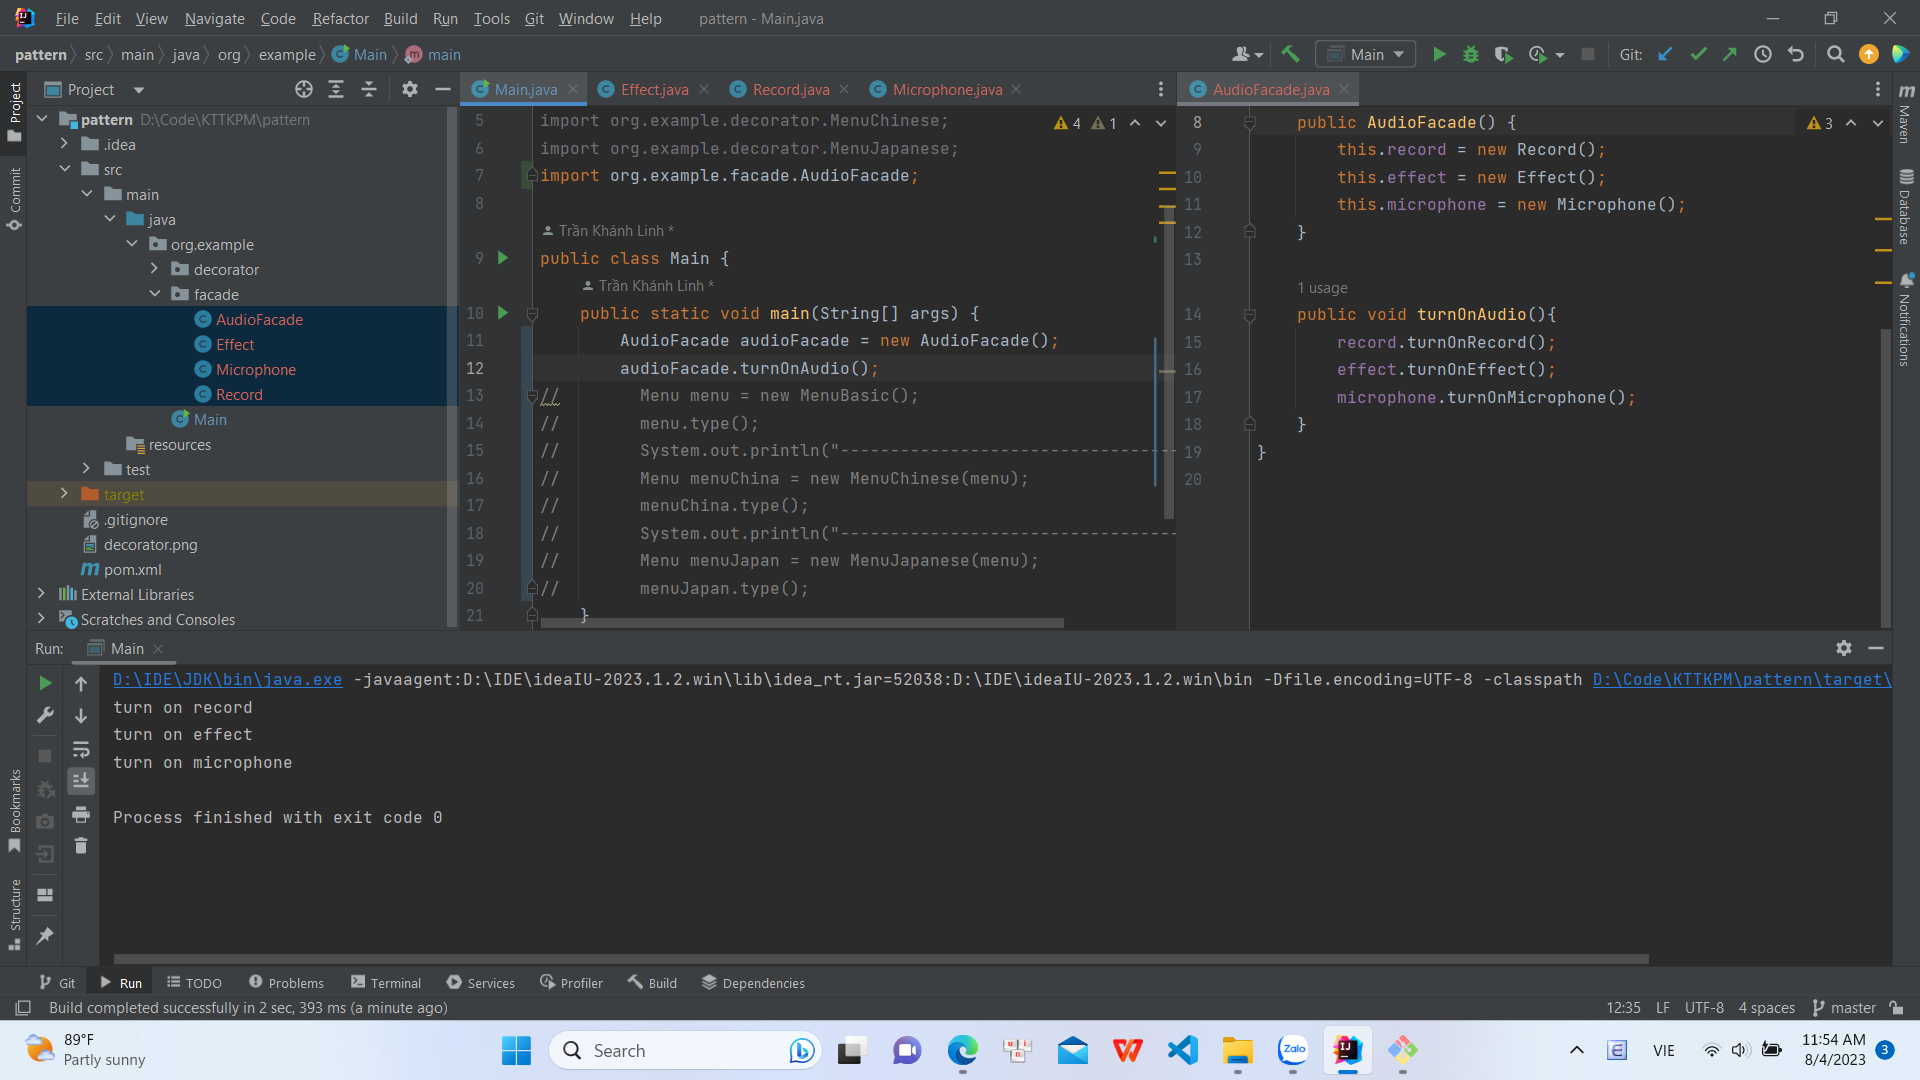 File Edit View Navigate Code Refactor Build Run Tools Git Window Help pattern - Main.java
pattern src main java org example Main main
Main
Git:
Project
Main.java Effect.java Record.java Microphone.java
AudioFacade.java
Project
Commit
Bookmarks
Structure
pattern D:\Code\KTTKPM\pattern
.idea
src
main
java
org.example
decorator
facade
AudioFacade
Effect
Microphone
Record
Main
resources
test
target
.gitignore
decorator.png
pom.xml
External Libraries
Scratches and Consoles
4 1
5 import org.example.decorator.MenuChinese;
6 import org.example.decorator.MenuJapanese;
7 import org.example.facade.AudioFacade;
8
Trần Khánh Linh *
9 public class Main {
Trần Khánh Linh *
10 public static void main(String[] args) {
11 AudioFacade audioFacade = new AudioFacade();
12 audioFacade.turnOnAudio();
13 // Menu menu = new MenuBasic();
14 // menu.type();
15 // System.out.println("----------------------------------
16 // Menu menuChina = new MenuChinese(menu);
17 // menuChina.type();
18 // System.out.println("----------------------------------
19 // Menu menuJapan = new MenuJapanese(menu);
20 // menuJapan.type();
21 }
3
8 public AudioFacade() {
9 this.record = new Record();
10 this.effect = new Effect();
11 this.microphone = new Microphone();
12 }
13
1 usage
14 public void turnOnAudio(){
15 record.turnOnRecord();
16 effect.turnOnEffect();
17 microphone.turnOnMicrophone();
18 }
19 }
20
Maven
Database
Notifications
Run: Main
D:\IDE\JDK\bin\java.exe -javaagent:D:\IDE\ideaIU-2023.1.2.win\lib\idea_rt.jar=52038:D:\IDE\ideaIU-2023.1.2.win\bin -Dfile.encoding=UTF-8 -classpath D:\Code\KTTKPM\pattern\target\
turn on record
turn on effect
turn on microphone
Process finished with exit code 0
Git Run TODO Problems Terminal Services Profiler Build Dependencies
Build completed successfully in 2 sec, 393 ms (a minute ago)
12:35 LF UTF-8 4 spaces master
89°F
Partly sunny
Search
Zalo
VIE
11:54 AM
8/4/2023
3